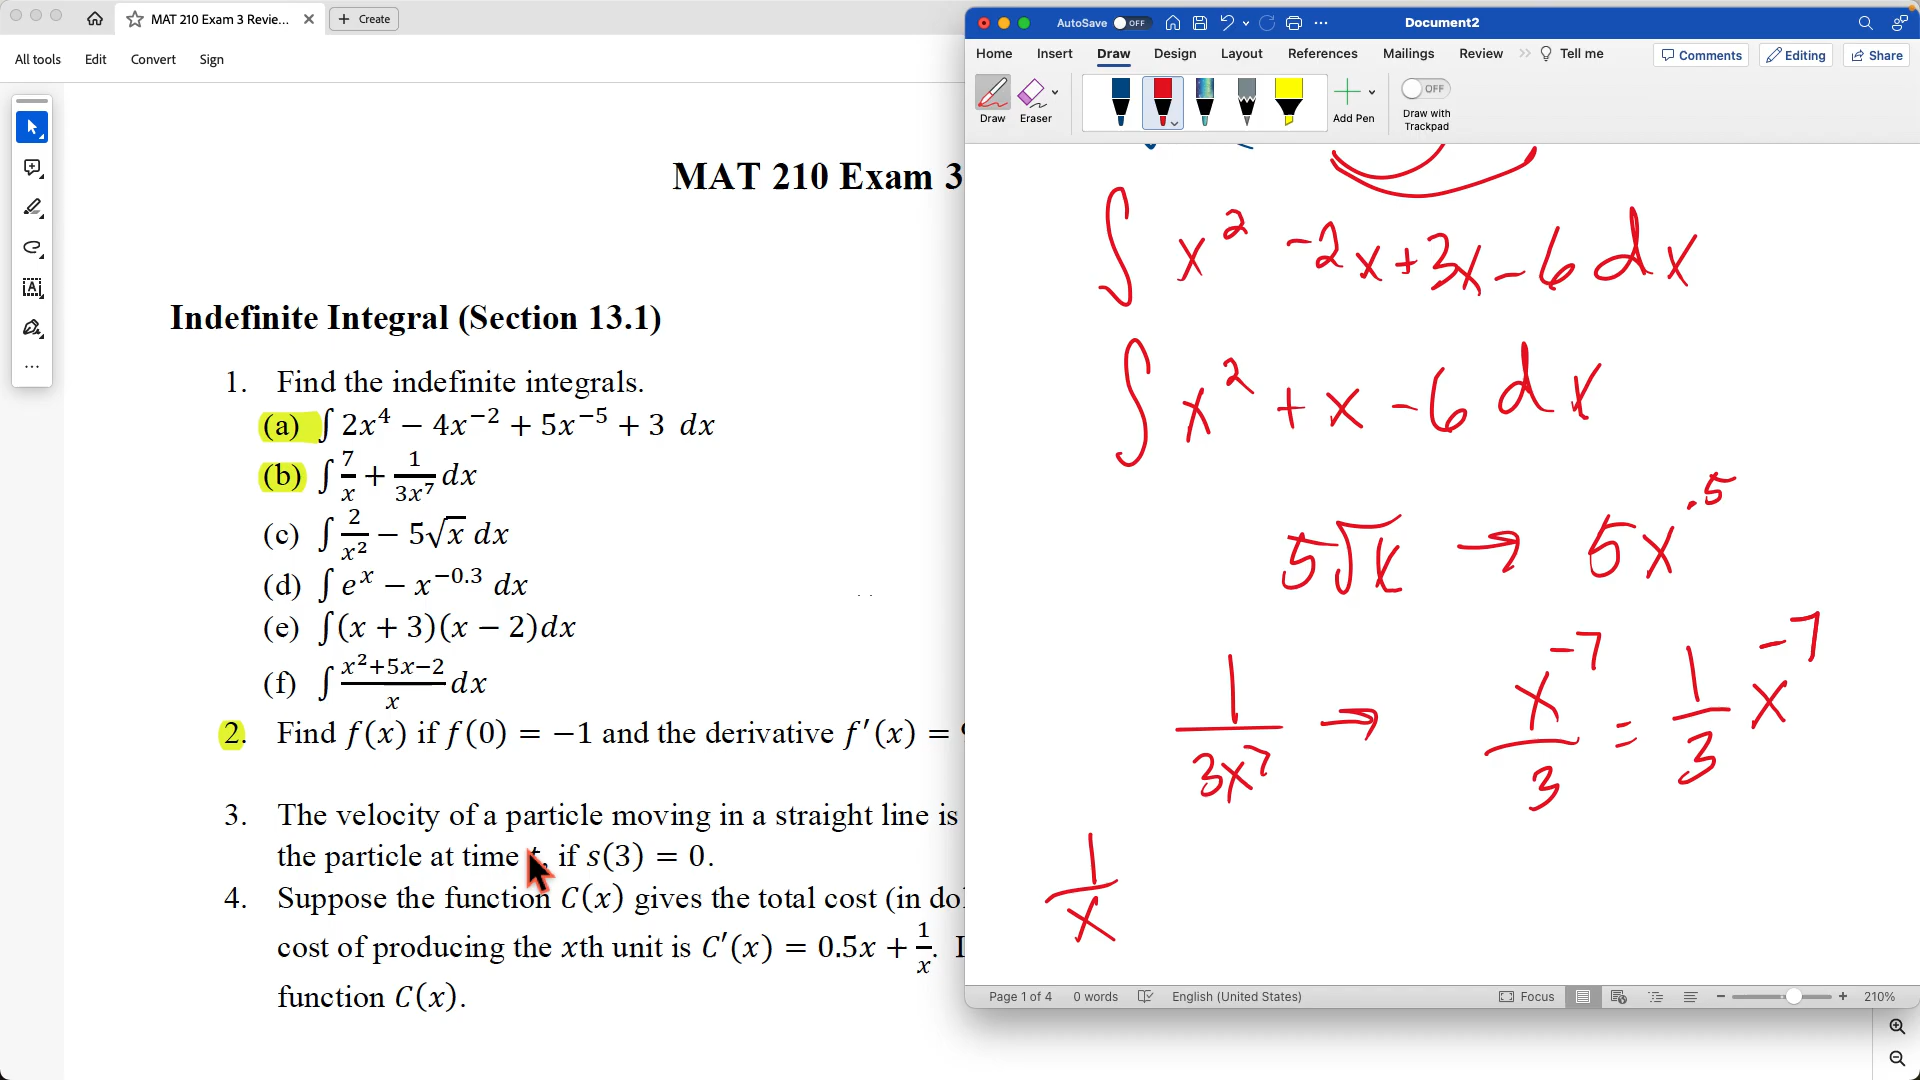 MAT 210 Exam 3 Revie...
Create
All tools Edit Convert Sign
MAT 210 Exam 3
Indefinite Integral (Section 13.1)
1. Find the indefinite integrals.
(a) ∫ 2x⁴ − 4x⁻² + 5x⁻⁵ + 3 dx
(b) ∫ 7/x + 1/(3x⁷) dx
(c) ∫ 2/x² − 5√x dx
(d) ∫ eˣ − x^(−0.3) dx
(e) ∫(x + 3)(x − 2)dx
(f) ∫ (x²+5x−2)/x dx
2. Find f(x) if f(0) = −1 and the derivative f′(x) =
3. The velocity of a particle moving in a straight line is
the particle at time t, if s(3) = 0.
4. Suppose the function C(x) gives the total cost (in dol
cost of producing the xth unit is C′(x) = 0.5x + 1/x. I
function C(x).
AutoSave OFF Document2
Home Insert Draw Design Layout References Mailings Review Tell me Comments Editing Share
Draw Eraser Add Pen OFF Draw with Trackpad
∫ x² -2x+3x-6 dx
∫ x² + x -6 dx
5√x → 5x^.5
1/(3x⁷) → x⁻⁷/3 = 1/3 x⁻⁷
1/x
Page 1 of 4 0 words English (United States) Focus 210%